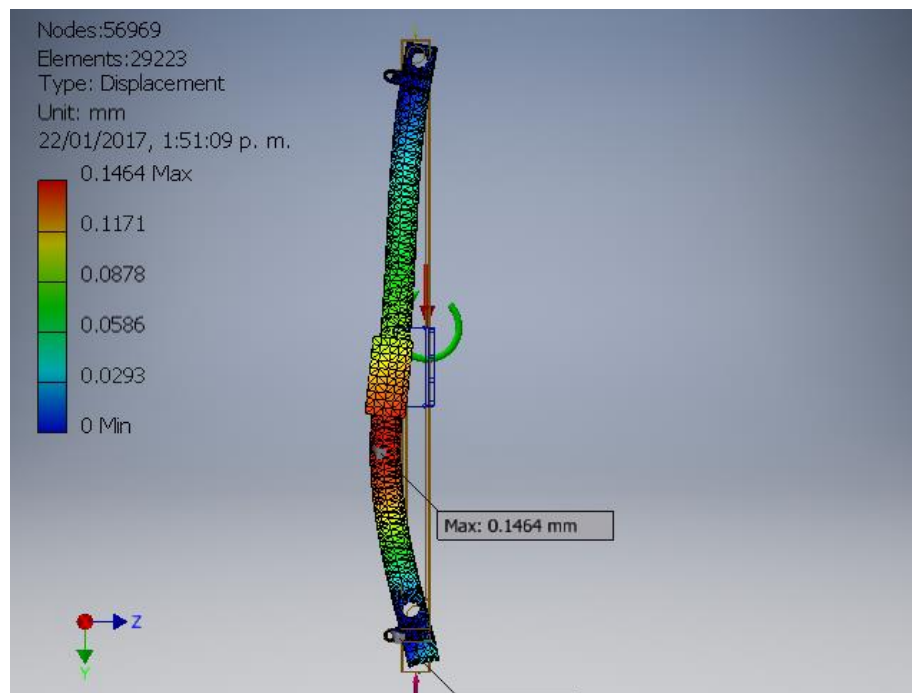 Nodes:56969
Elements:29223
Type: Displacement
Unit: mm
22/01/2017, 1:51:09 p. m.
0.1464 Max
0.1171
0.0878
0.0586
0.0293
0 Min
Max: 0.1464 mm
Z
Y